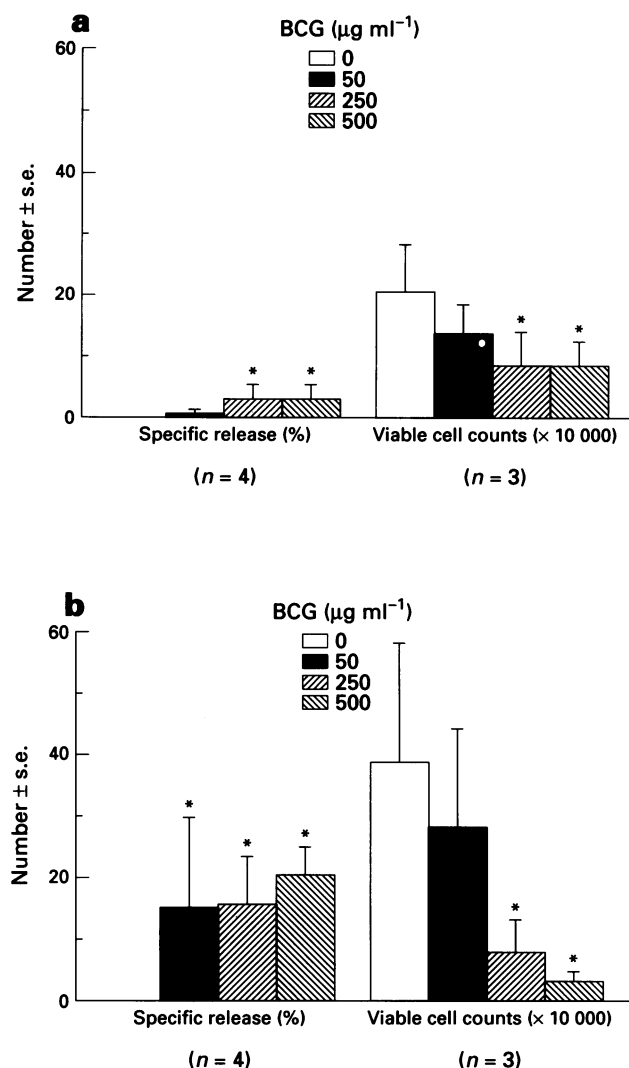 a
BCG (μg ml⁻¹)
0
50
250
500
60
40
20
0
Number ± s.e.
* *
* *
Specific release (%) Viable cell counts (× 10 000)
(n = 4) (n = 3)
b
BCG (μg ml⁻¹)
0
50
250
500
60
40
20
0
Number ± s.e.
* * *
* *
Specific release (%) Viable cell counts (× 10 000)
(n = 4) (n = 3)